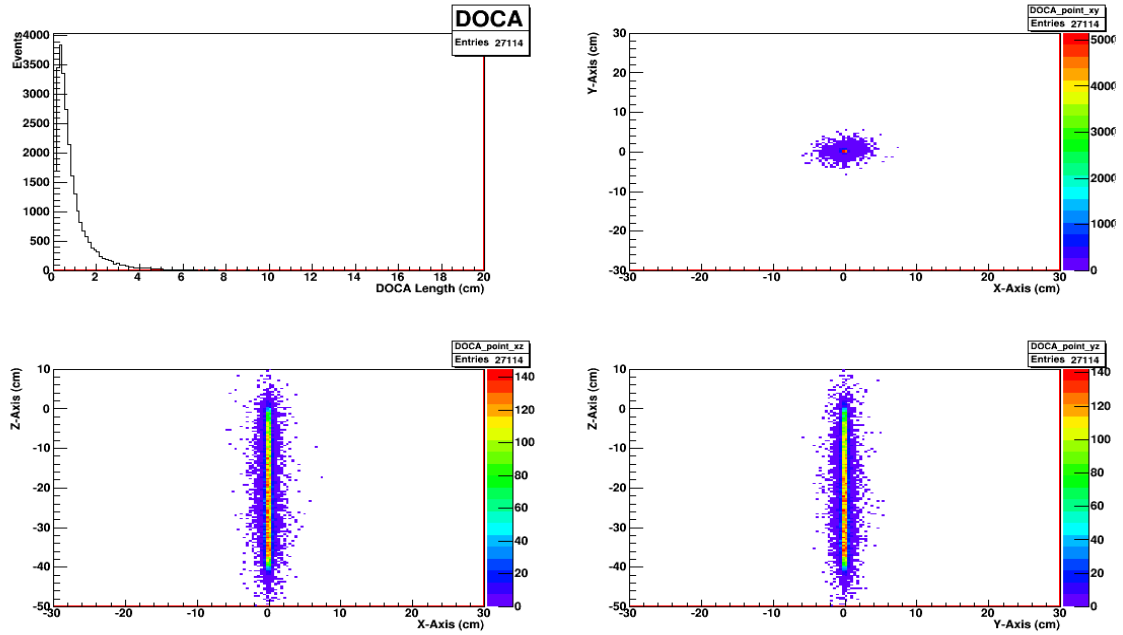 DOCA
Entries 27114
Events
4000
3500
3000
2500
2000
1500
1000
500
0
0 2 4 6 8 10 12 14 16 18 20
DOCA Length (cm)
DOCA_point_xy
Entries 27114
Y-Axis (cm)
30
20
10
0
-10
-20
-30
-30 -20 -10 0 10 20 30
X-Axis (cm)
5000
4000
3000
2000
1000
0
DOCA_point_xz
Entries 27114
Z-Axis (cm)
10
0
-10
-20
-30
-40
-50
-30 -20 -10 0 10 20 30
X-Axis (cm)
140
120
100
80
60
40
20
0
DOCA_point_yz
Entries 27114
Z-Axis (cm)
10
0
-10
-20
-30
-40
-50
-30 -20 -10 0 10 20 30
Y-Axis (cm)
140
120
100
80
60
40
20
0